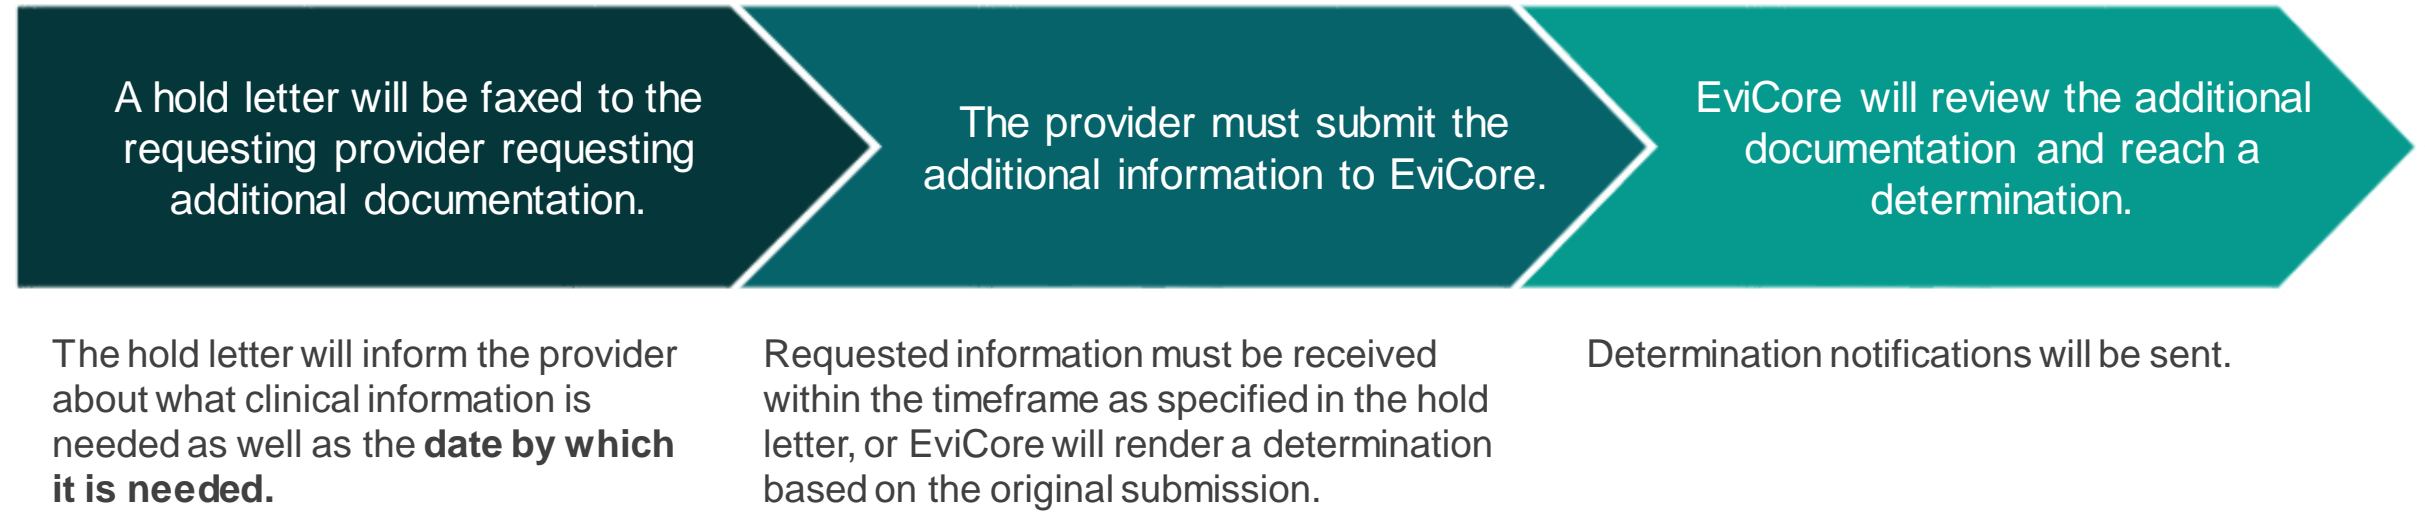 A hold letter will be faxed to the
requesting provider requesting
additional documentation.
The provider must submit the
additional information to EviCore.
EviCore will review the additional
documentation and reach a
determination.
The hold letter will inform the provider
about what clinical information is
needed as well as the date by which
it is needed.
Requested information must be received
within the timeframe as specified in the hold
letter, or EviCore will render a determination
based on the original submission.
Determination notifications will be sent.